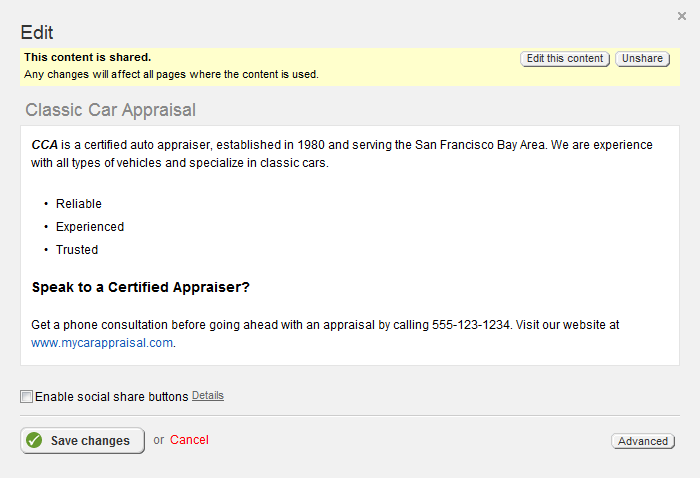 Edit
This content is shared.
Any changes will affect all pages where the content is used.
Edit this content
Unshare
Classic Car Appraisal
CCA is a certified auto appraiser, established in 1980 and serving the San Francisco Bay Area. We are experience
with all types of vehicles and specialize in classic cars.
• Reliable
• Experienced
• Trusted
Speak to a Certified Appraiser?
Get a phone consultation before going ahead with an appraisal by calling 555-123-1234. Visit our website at
www.mycarappraisal.com.
Enable social share buttons Details
Save changes or Cancel
Advanced